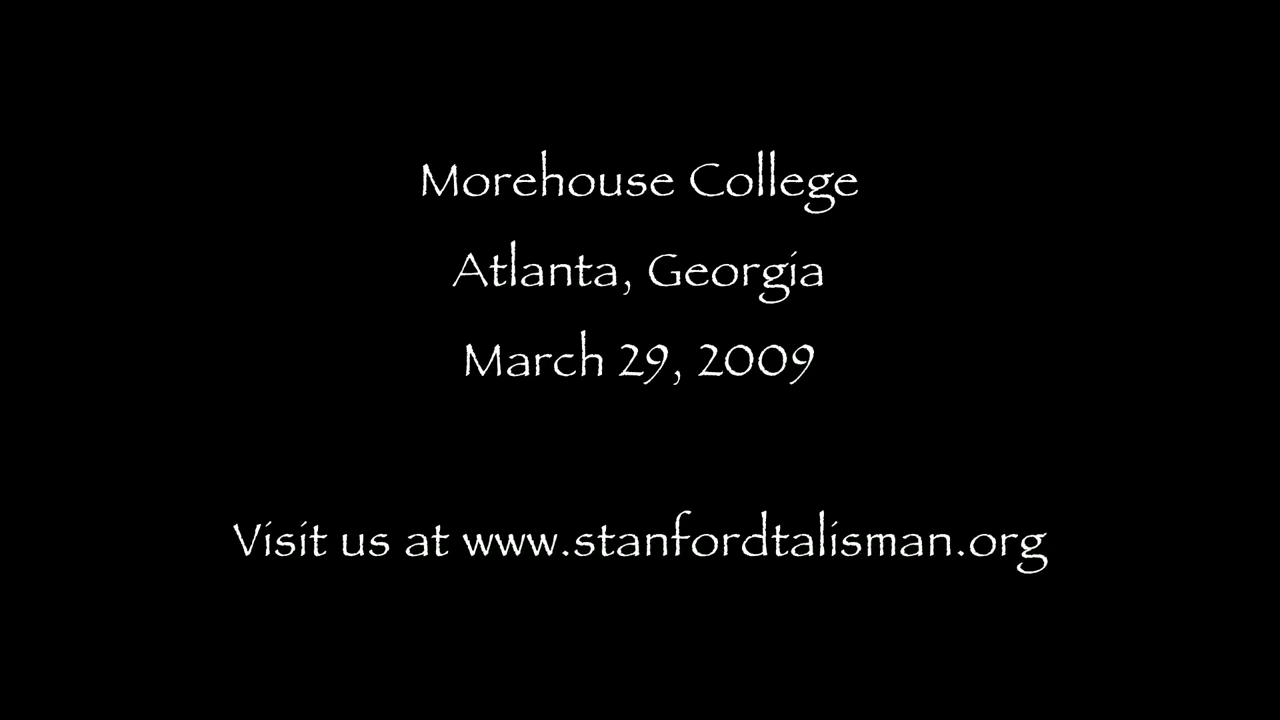 Morehouse College
Atlanta, Georgia
March 29, 2009
Visit us at www.stanfordtalisman.org